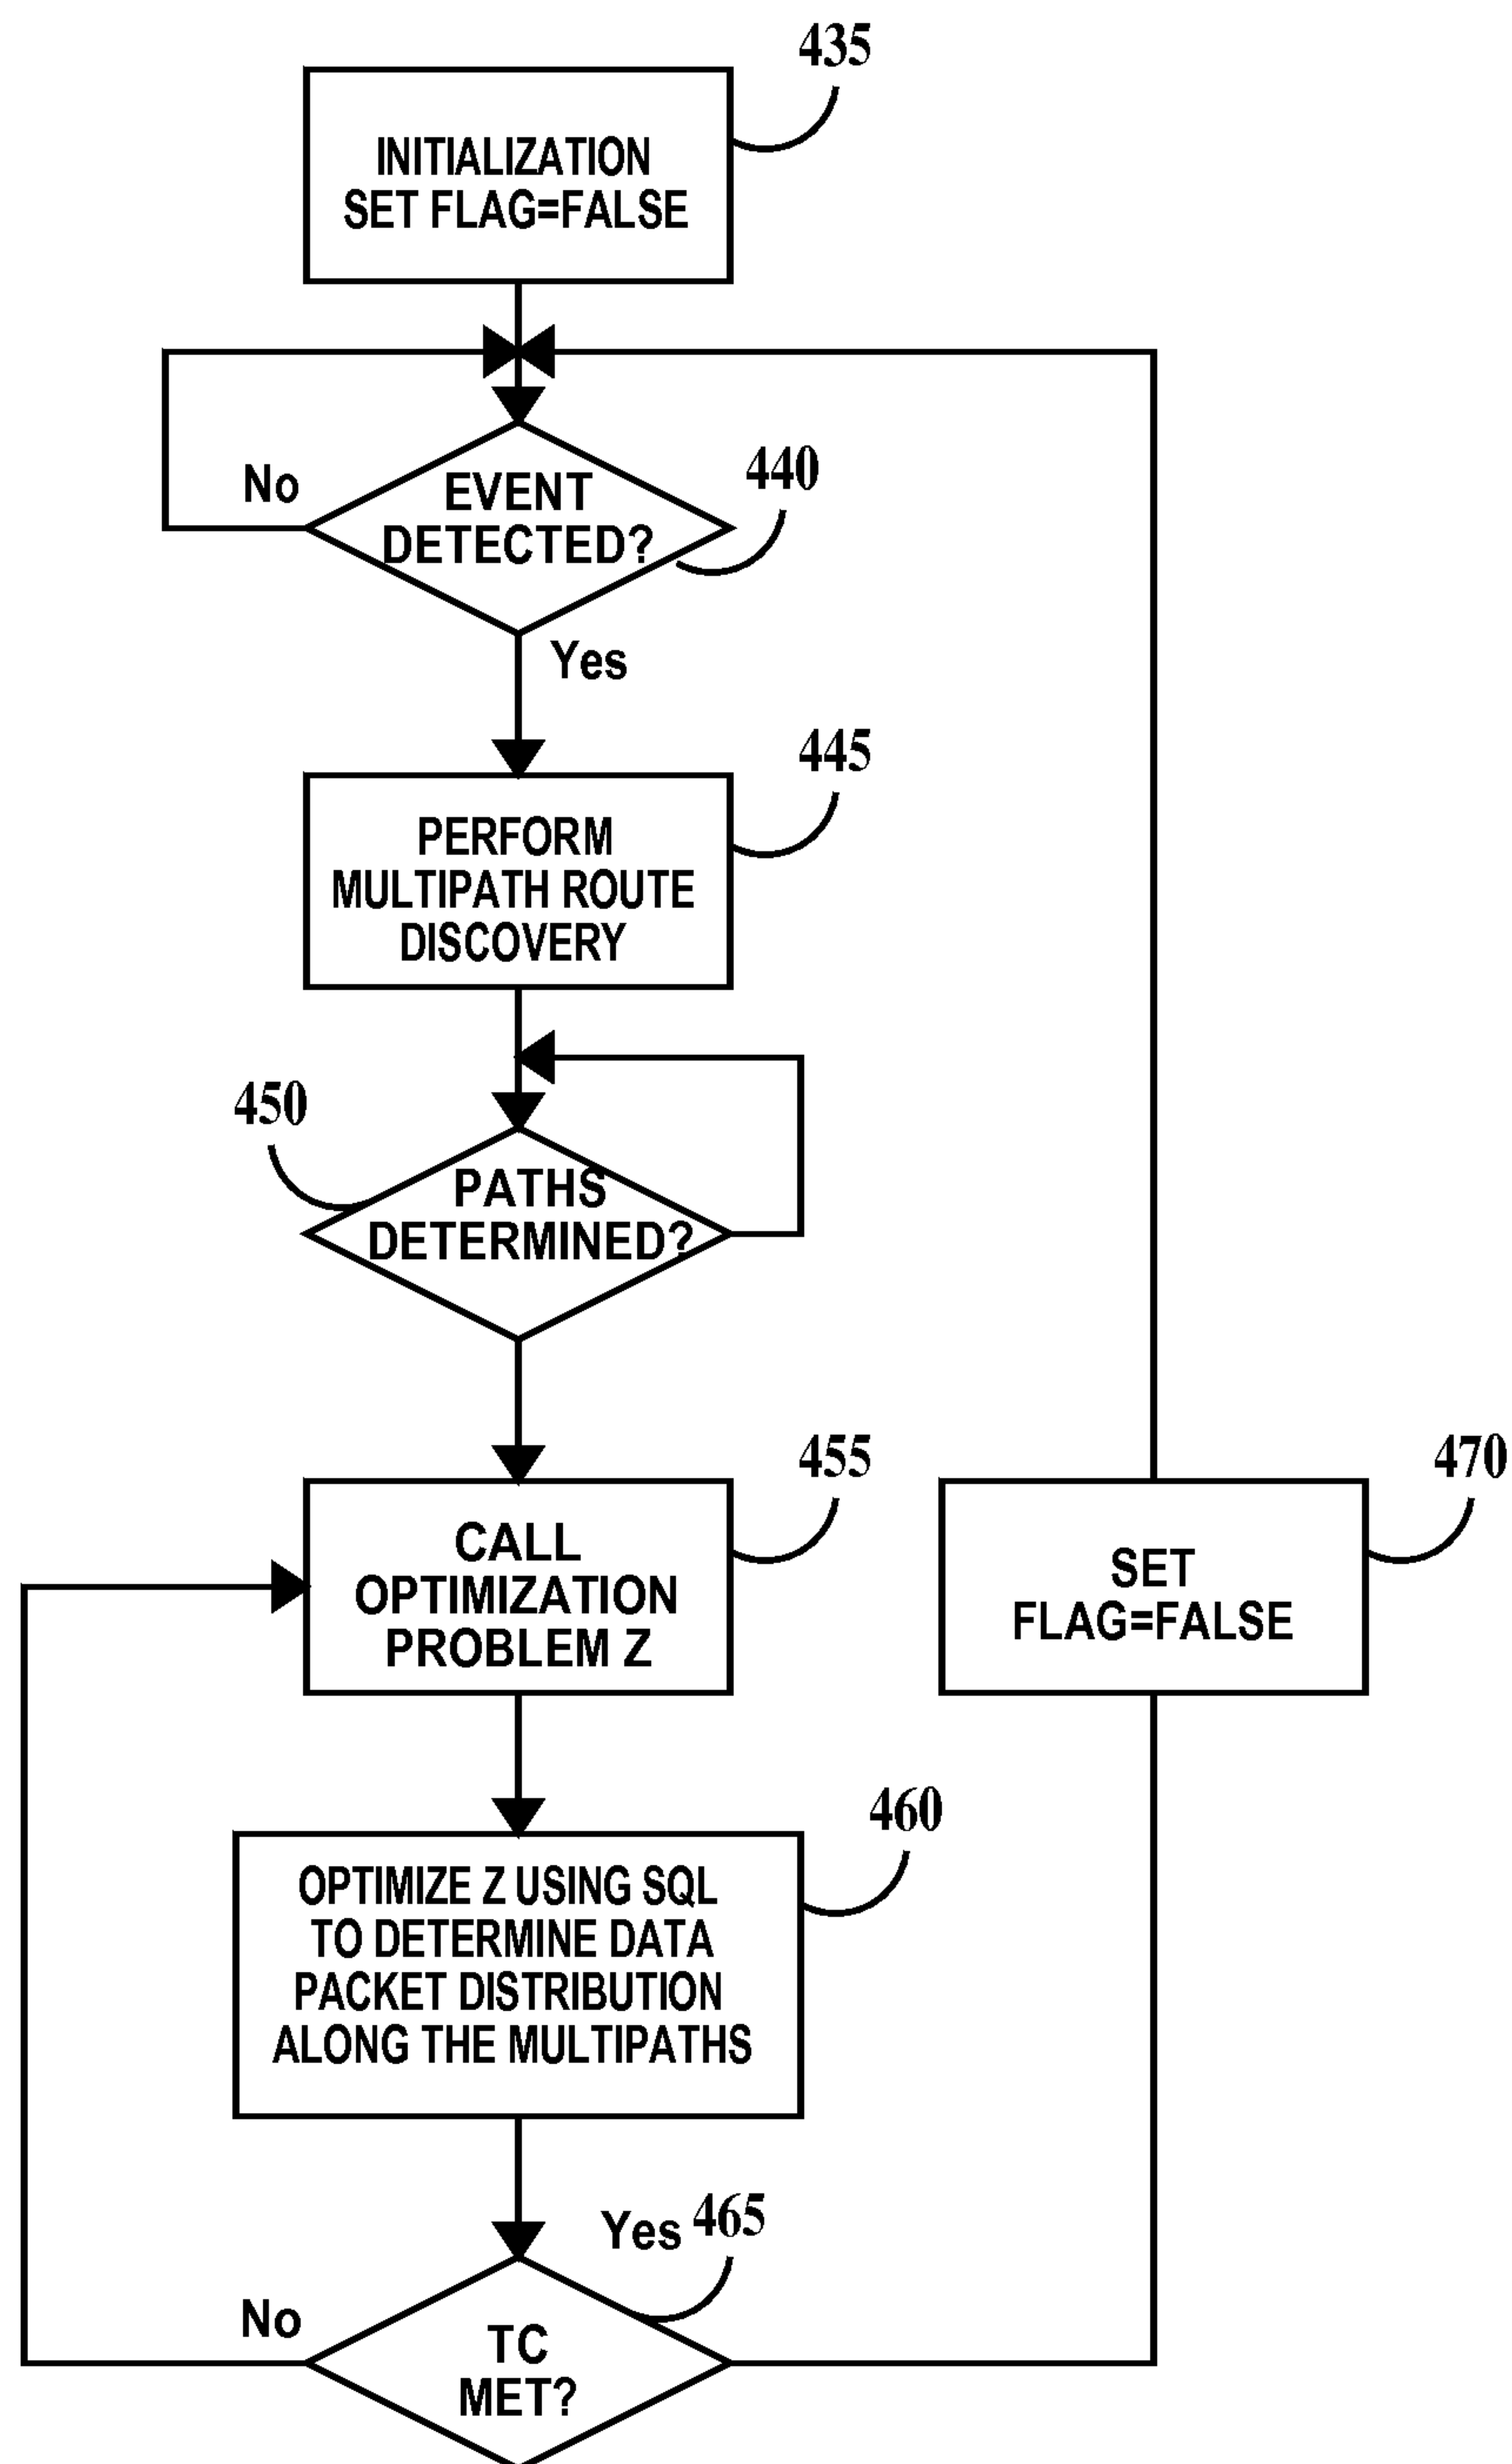 435
INITIALIZATION
SET FLAG=FALSE
No
EVENT
DETECTED?
440
Yes
445
PERFORM
MULTIPATH ROUTE
DISCOVERY
450
PATHS
DETERMINED?
455
CALL
OPTIMIZATION
PROBLEM Z
470
SET
FLAG=FALSE
460
OPTIMIZE Z USING SQL
TO DETERMINE DATA
PACKET DISTRIBUTION
ALONG THE MULTIPATHS
Yes 465
No
TC
MET?